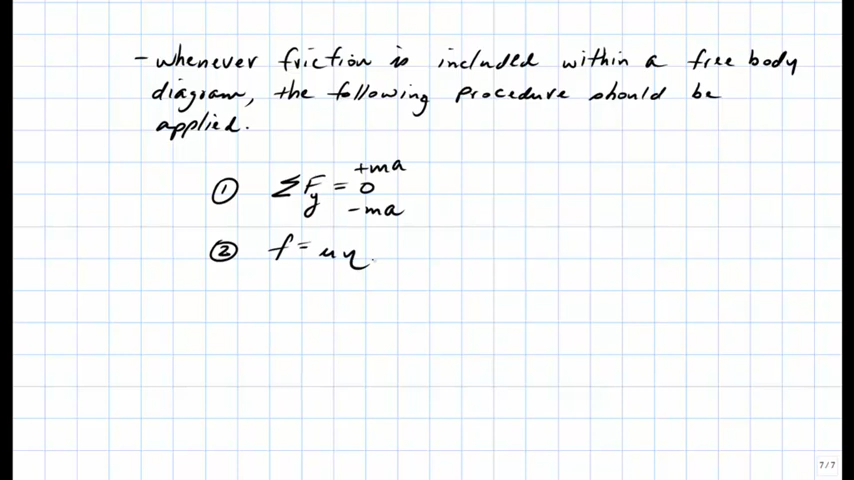 - whenever friction is included within a free body
diagram, the following procedure should be
applied.
① ΣFy = +ma
0
-ma
② f = μη
7/7